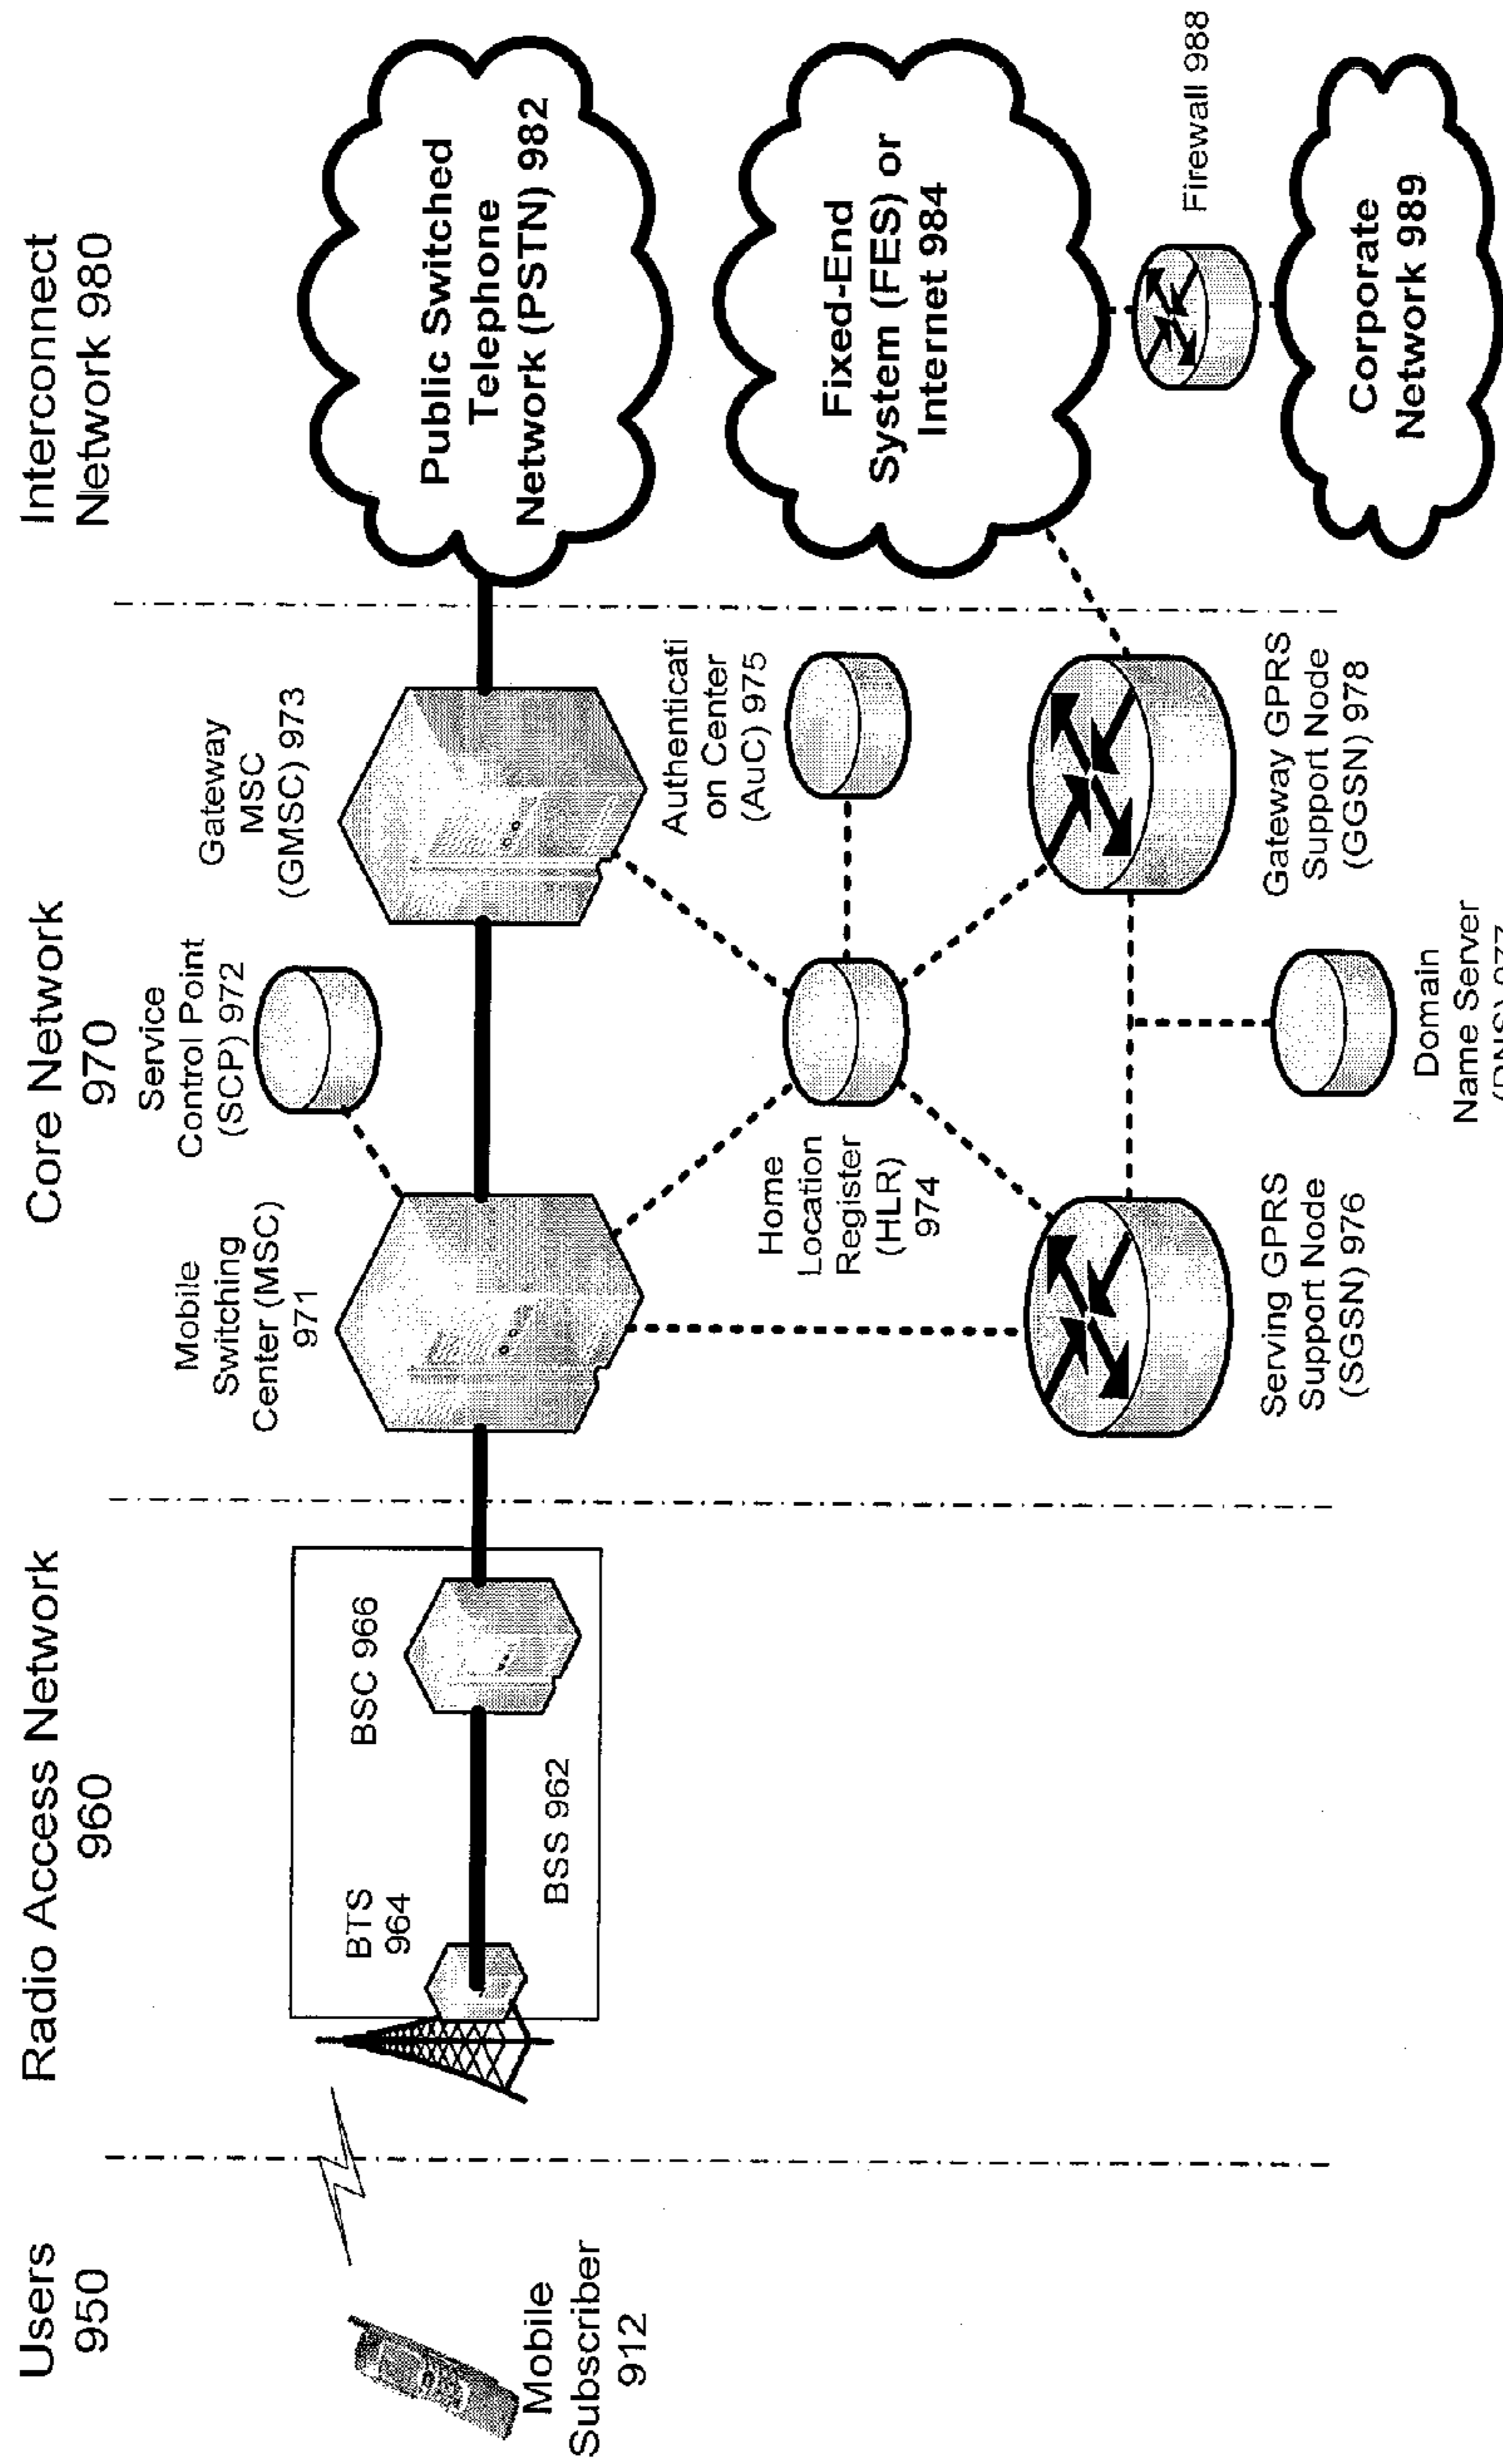 Users
950
Radio Access Network
960
Core Network
970
Interconnect
Network 980
Mobile
Subscriber
912
BTS
964
BSC 966
BSS 962
Mobile
Switching
Center (MSC)
971
Service
Control Point
(SCP) 972
Gateway
MSC
(GMSC) 973
Home
Location
Register
(HLR)
974
Authenticati
on Center
(AuC) 975
Serving GPRS
Support Node
(SGSN) 976
Domain
Name Server
Gateway GPRS
Support Node
(GGSN) 978
Public Switched
Telephone
Network (PSTN) 982
Fixed-End
System (FES) or
Internet 984
Firewall 988
Corporate
Network 989